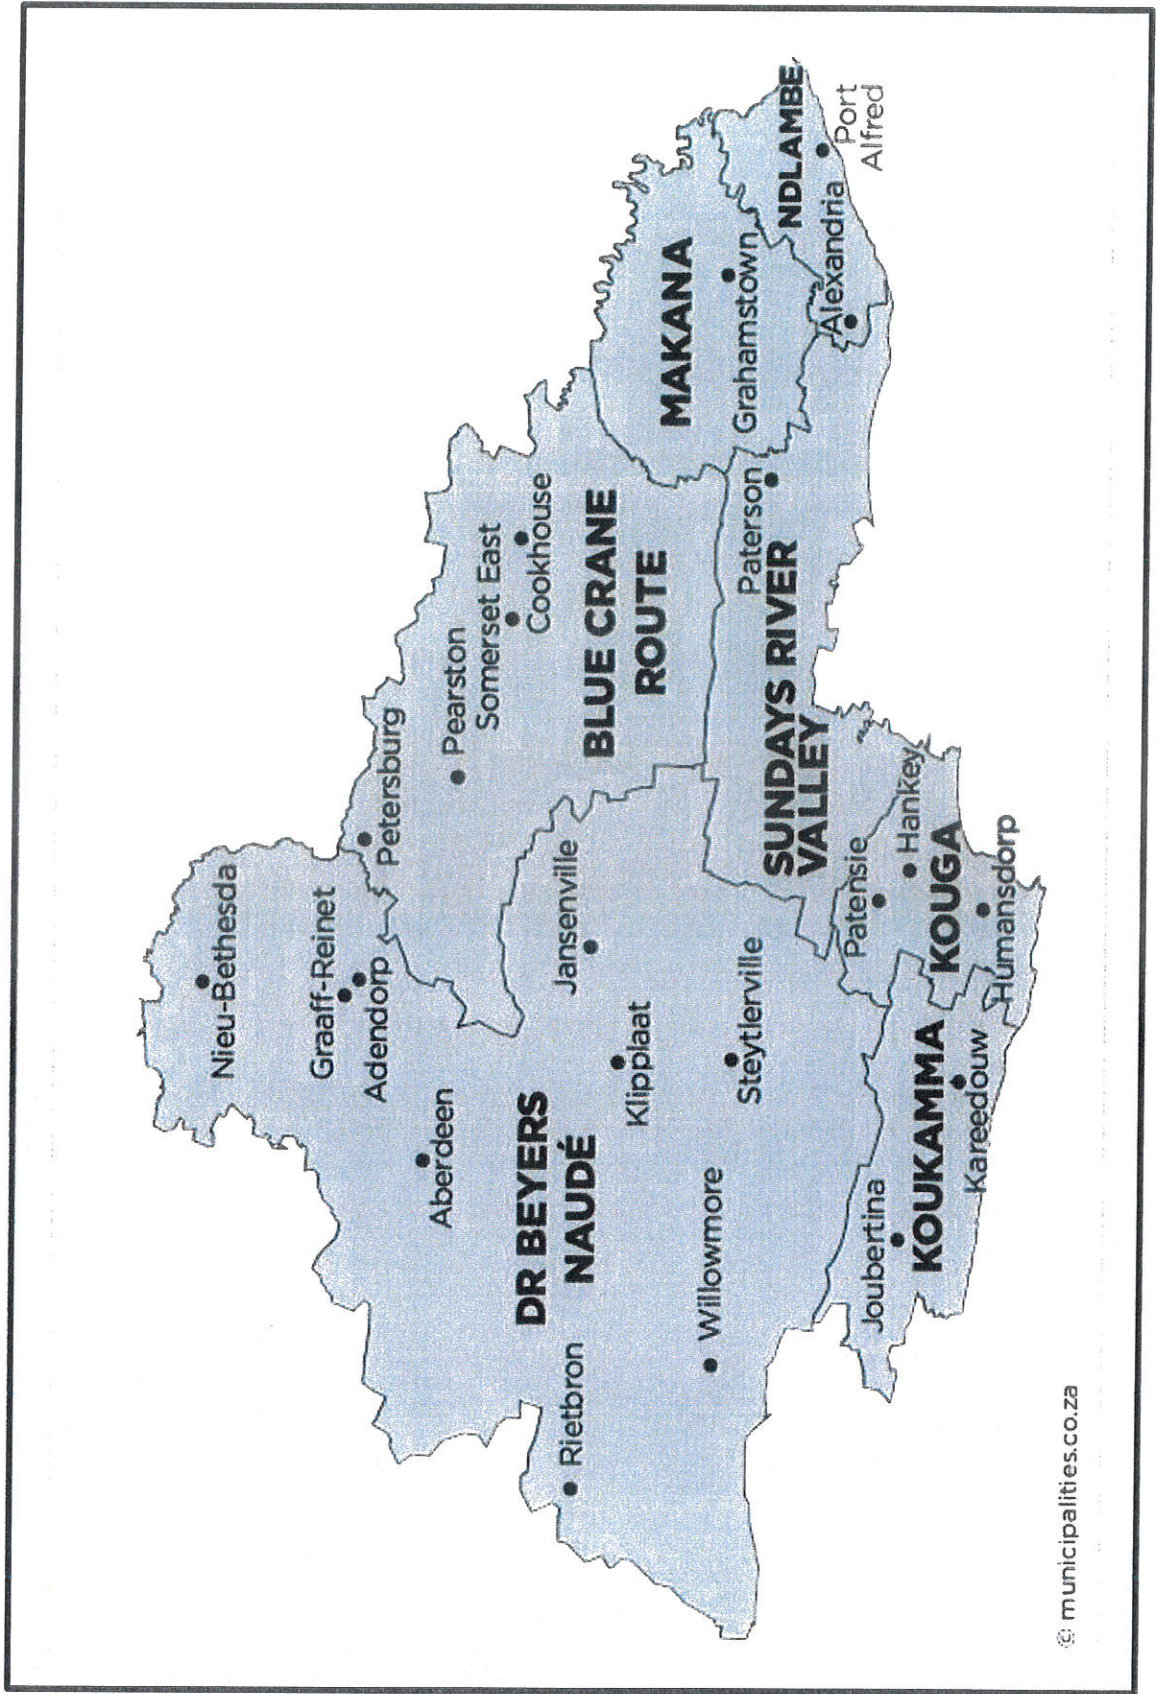 Nieu-Bethesda
Graaff-Reinet
Adendorp
Petersburg
Aberdeen
Pearston
Somerset East
Cookhouse
DR BEYERS
NAUDÉ
Jansenville
BLUE CRANE
ROUTE
Rietbron
Klipplaat
MAKANA
Willowmore
Steytlerville
Paterson
Grahamstown
SUNDAYS RIVER
VALLEY
NDLAMBE
Alexandria
Port
Alfred
Joubertina
Patensie
Hankey
KOUKAMMA
KOUGA
Kareedouw
Humansdorp
© municipalities.co.za